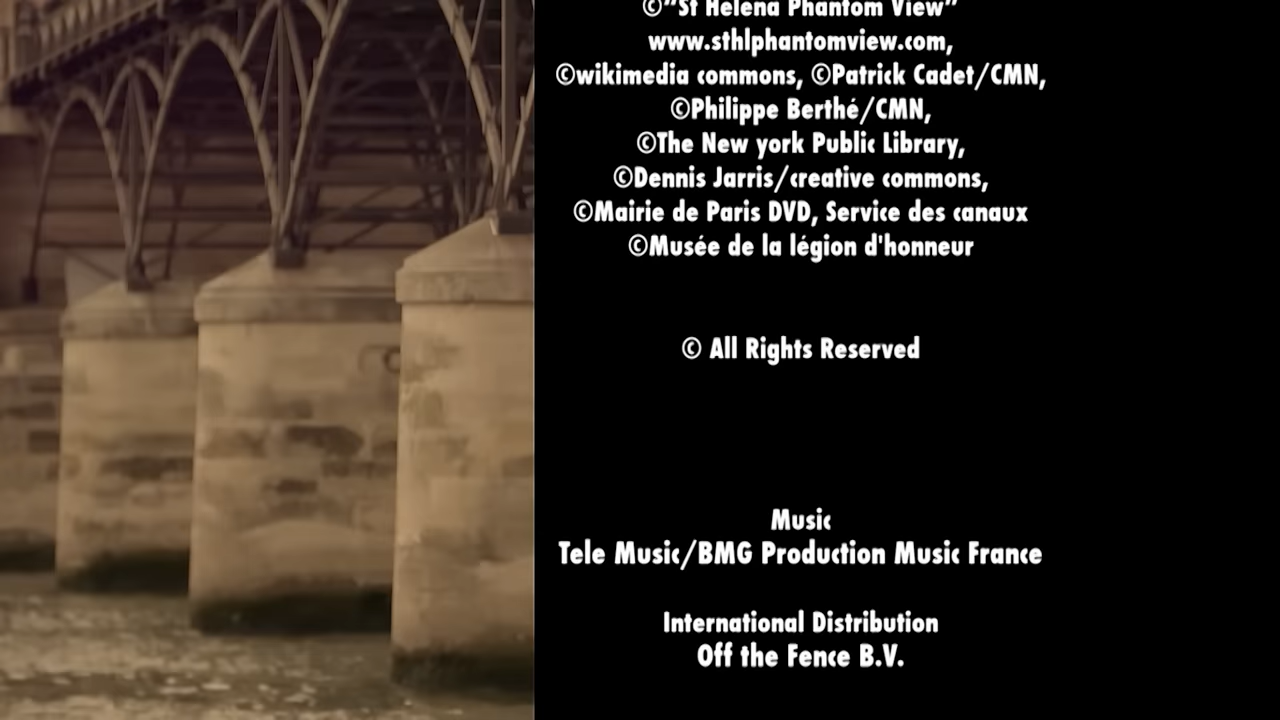 ©“St Helena Phantom View”
www.sthlphantomview.com,
©wikimedia commons, ©Patrick Cadet/CMN,
©Philippe Berthé/CMN,
©The New york Public Library,
©Dennis Jarris/creative commons,
©Mairie de Paris DVD, Service des canaux
©Musée de la légion d'honneur
© All Rights Reserved
Music
Tele Music/BMG Production Music France
International Distribution
Off the Fence B.V.